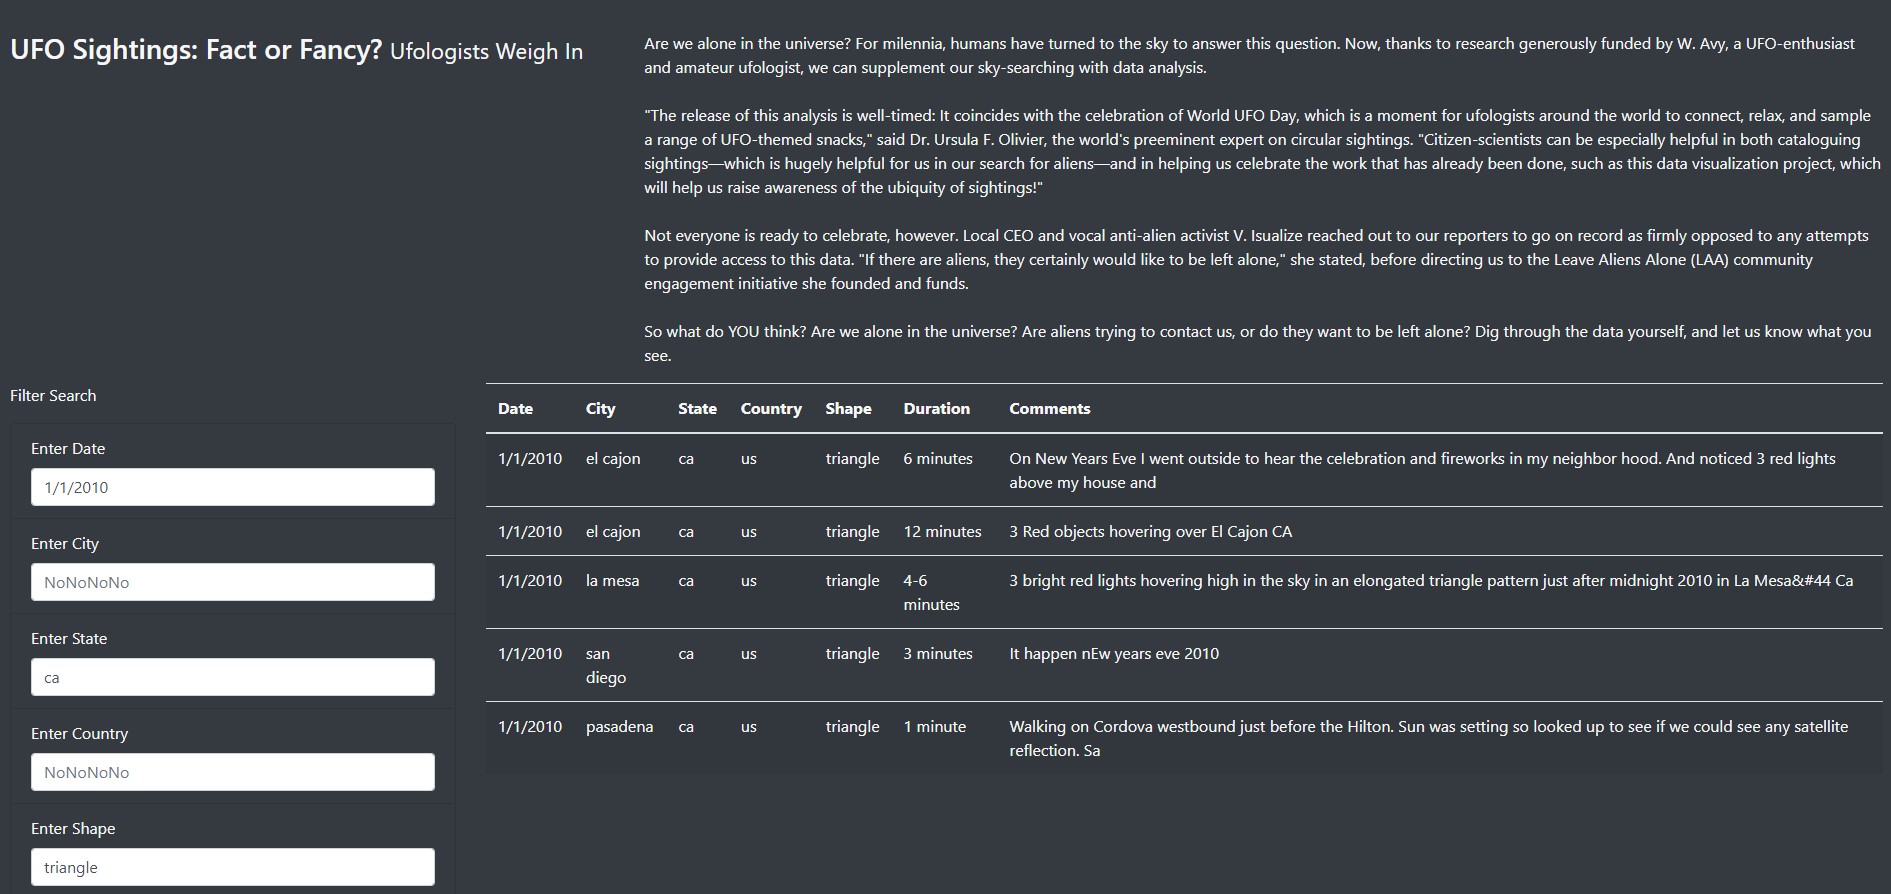 UFO Sightings: Fact or Fancy? Ufologists Weigh In
Are we alone in the universe? For milennia, humans have turned to the sky to answer this question. Now, thanks to research generously funded by W. Avy, a UFO-enthusiast
and amateur ufologist, we can supplement our sky-searching with data analysis.
"The release of this analysis is well-timed: It coincides with the celebration of World UFO Day, which is a moment for ufologists around the world to connect, relax, and sample
a range of UFO-themed snacks," said Dr. Ursula F. Olivier, the world's preeminent expert on circular sightings. "Citizen-scientists can be especially helpful in both cataloguing
sightings—which is hugely helpful for us in our search for aliens—and in helping us celebrate the work that has already been done, such as this data visualization project, which
will help us raise awareness of the ubiquity of sightings!"
Not everyone is ready to celebrate, however. Local CEO and vocal anti-alien activist V. Isualize reached out to our reporters to go on record as firmly opposed to any attempts
to provide access to this data. "If there are aliens, they certainly would like to be left alone," she stated, before directing us to the Leave Aliens Alone (LAA) community
engagement initiative she founded and funds.
So what do YOU think? Are we alone in the universe? Are aliens trying to contact us, or do they want to be left alone? Dig through the data yourself, and let us know what you
see.
Filter Search
Enter Date
1/1/2010
Enter City
NoNoNoNo
Enter State
ca
Enter Country
NoNoNoNo
Enter Shape
triangle
Date City State Country Shape Duration Comments
1/1/2010 el cajon ca us triangle 6 minutes On New Years Eve I went outside to hear the celebration and fireworks in my neighbor hood. And noticed 3 red lights
above my house and
1/1/2010 el cajon ca us triangle 12 minutes 3 Red objects hovering over El Cajon CA
1/1/2010 la mesa ca us triangle 4-6 3 bright red lights hovering high in the sky in an elongated triangle pattern just after midnight 2010 in La Mesa&#44 Ca
minutes
1/1/2010 san ca us triangle 3 minutes It happen nEw years eve 2010
diego
1/1/2010 pasadena ca us triangle 1 minute Walking on Cordova westbound just before the Hilton. Sun was setting so looked up to see if we could see any satellite
reflection. Sa